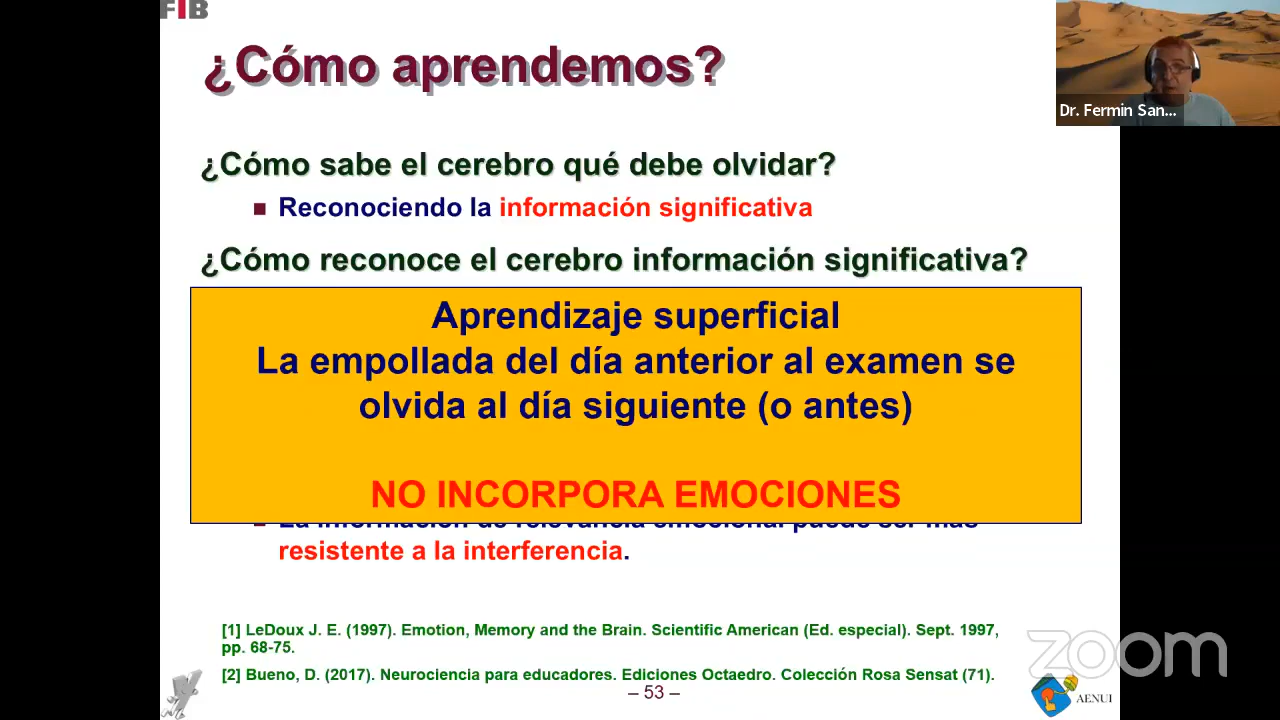 FIB
¿Cómo aprendemos?
Dr. Fermin San...
¿Cómo sabe el cerebro qué debe olvidar?
Reconociendo la información significativa
¿Cómo reconoce el cerebro información significativa?
Aprendizaje superficial
La empollada del día anterior al examen se
olvida al día siguiente (o antes)
NO INCORPORA EMOCIONES
La información de relevancia emocional puede ser más
resistente a la interferencia.
[1] LeDoux J. E. (1997). Emotion, Memory and the Brain. Scientific American (Ed. especial). Sept. 1997,
pp. 68-75.
[2] Bueno, D. (2017). Neurociencia para educadores. Ediciones Octaedro. Colección Rosa Sensat (71).
– 53 –
zoom
AENUI